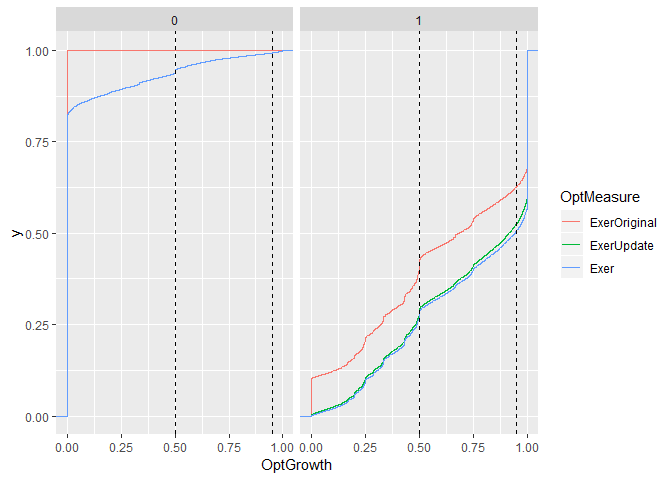 0
1
1.00
0.75
0.50
0.25
0.00
y
0.00 0.25 0.50 0.75 1.00
0.00 0.25 0.50 0.75 1.00
OptGrowth
OptMeasure
ExerOriginal
ExerUpdate
Exer